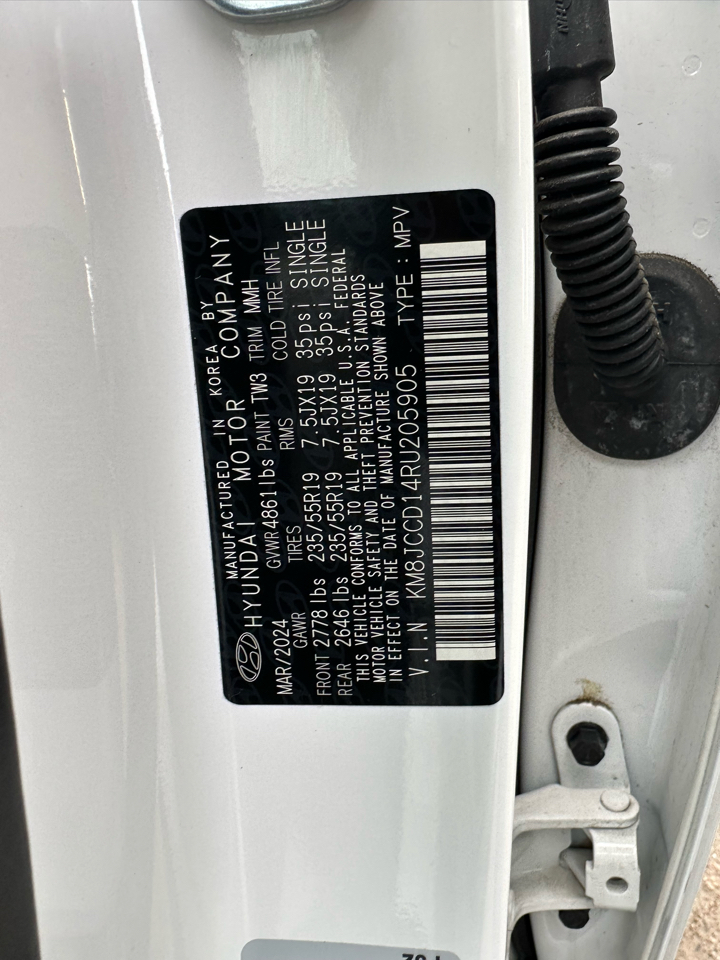 MANUFACTURED IN KOREA BY
HYUNDAI MOTOR COMPANY
MAR/2024 GVWR 4861 lbs PAINT TW3 TRIM MMH
GAWR TIRES RIMS COLD TIRE INFL
FRONT 2778 lbs 235/55R19 7.5JX19 35psi SINGLE
REAR 2646 lbs 235/55R19 7.5JX19 35psi SINGLE
THIS VEHICLE CONFORMS TO ALL APPLICABLE U.S.A. FEDERAL
MOTOR VEHICLE SAFETY AND THEFT PREVENTION STANDARDS
IN EFFECT ON THE DATE OF MANUFACTURE SHOWN ABOVE
V.I.N KM8JCCD14RU205905 TYPE : MPV